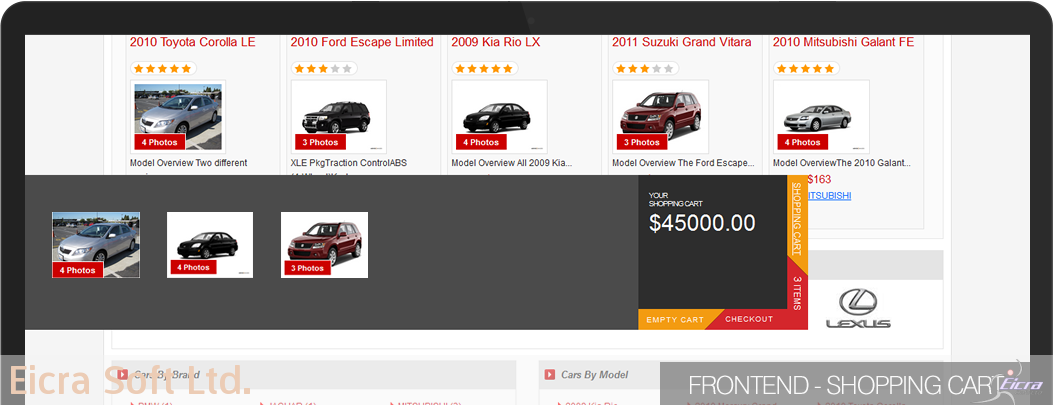 2010 Toyota Corolla LE
2010 Ford Escape Limited
2009 Kia Rio LX
2011 Suzuki Grand Vitara
2010 Mitsubishi Galant FE
4 Photos
3 Photos
4 Photos
3 Photos
4 Photos
Model Overview Two different
XLE PkgTraction ControlABS
Model Overview All 2009 Kia...
Model Overview The Ford Escape...
Model OverviewThe 2010 Galant...
$163
ITSUBISHI
4 Photos
4 Photos
3 Photos
YOUR
SHOPPING CART
$45000.00
SHOPPING CART
3 ITEMS
EMPTY CART
CHECKOUT
LEXUS
Eicra Soft Ltd.
Cars By Brand
Cars By Model
FRONTEND - SHOPPING CART
Eicra